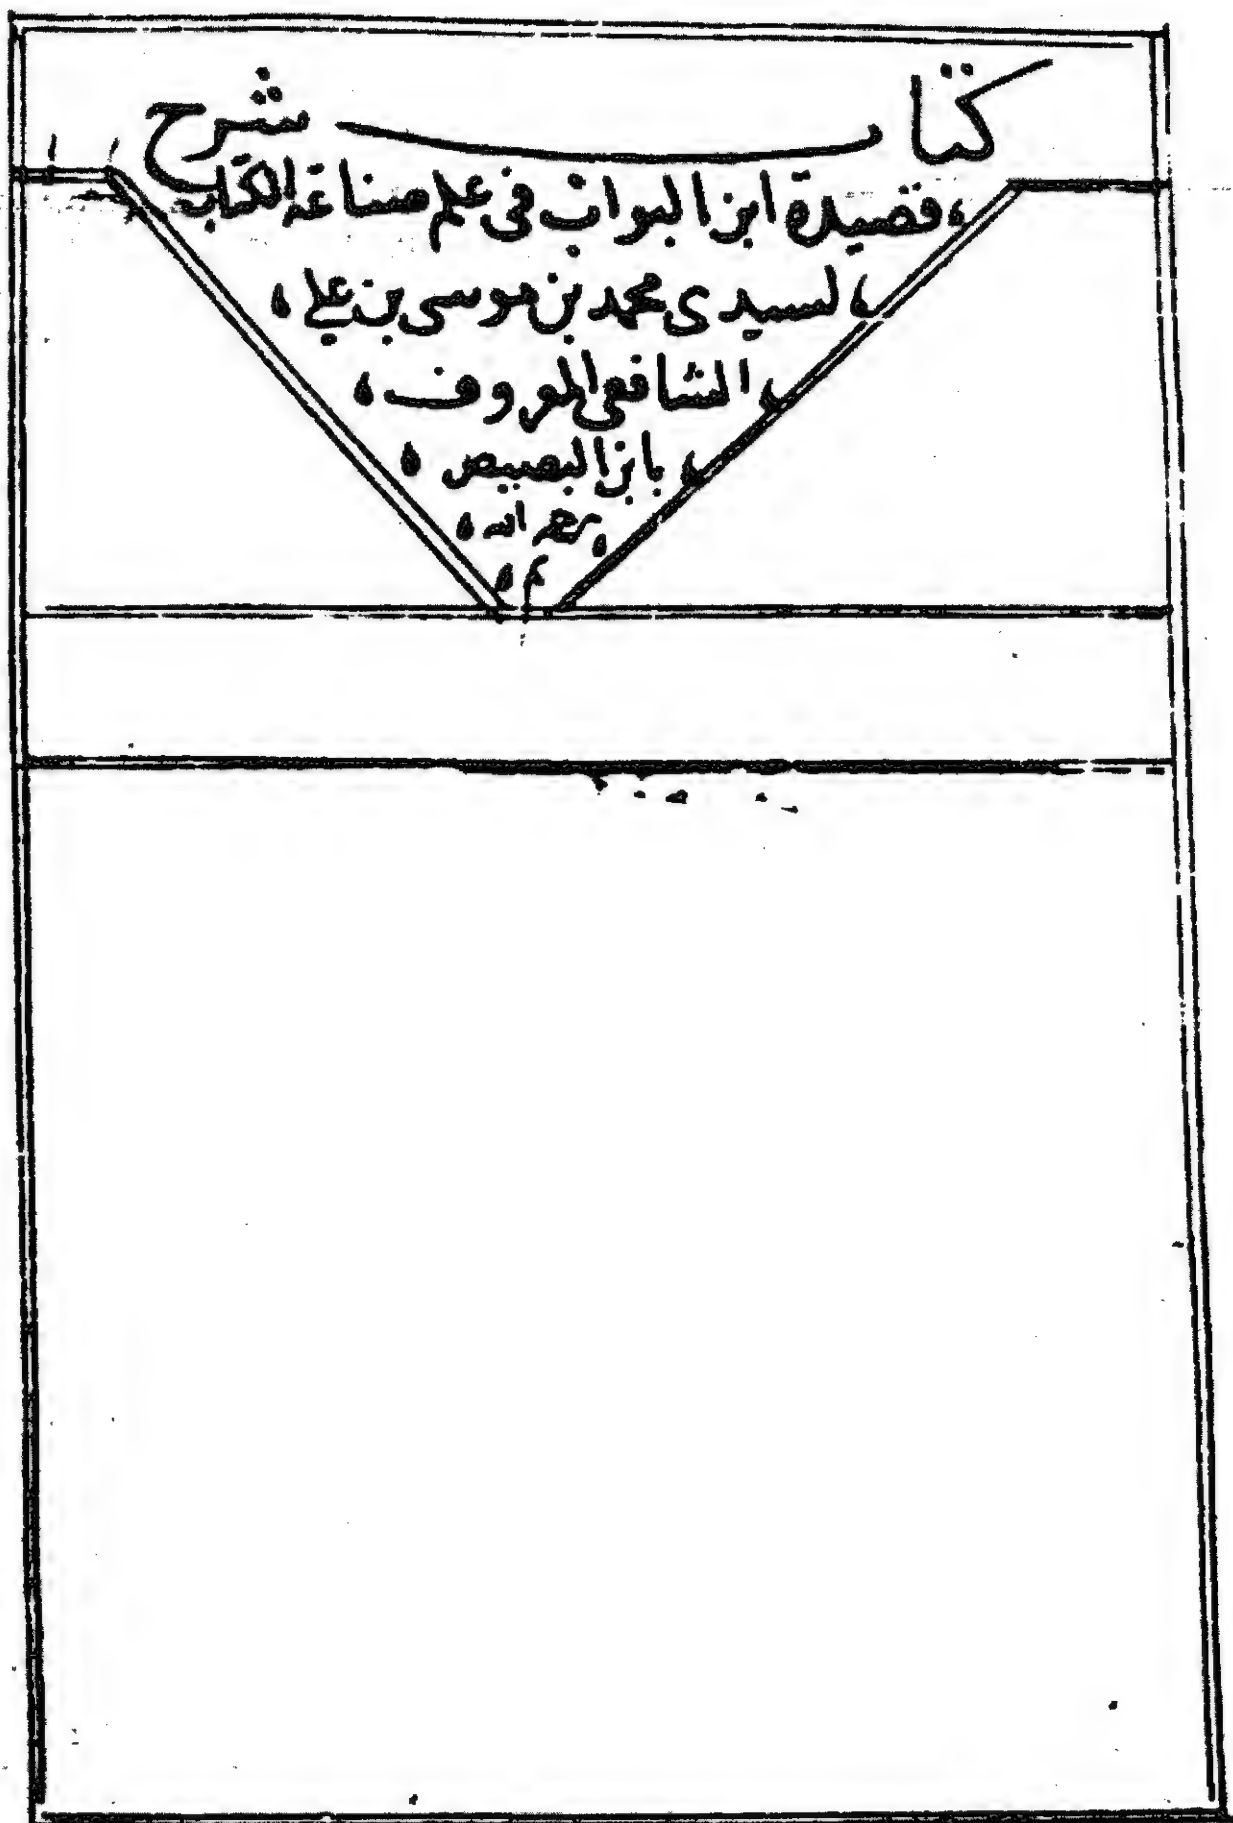 كتاب شرح
، قصيدة ابن البواب في علم صناعة الكتاب
، لسيدي محمد بن موسى بن علي ،
، الشافعي المعروف ،
، بابن البصيص ،
، رحمه الله ،
م ،